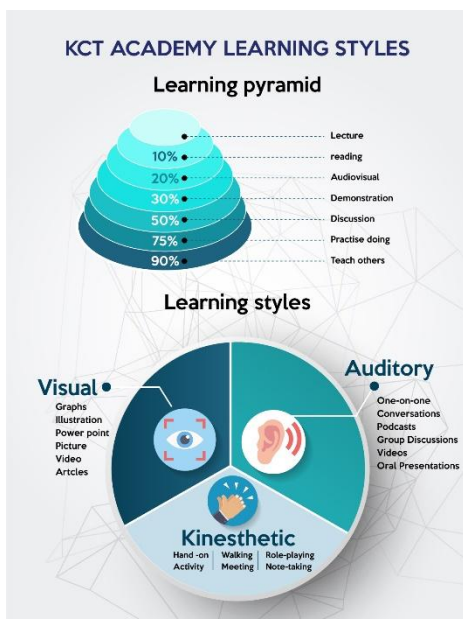 KCT ACADEMY LEARNING STYLES
Learning pyramid
Lecture
10% reading
20% Audiovisual
30% Demonstration
50% Discussion
75% Practise doing
90% Teach others
Learning styles
Visual
Graphs
Illustration
Power point
Picture
Video
Artcles
Auditory
One-on-one
Conversations
Podcasts
Group Discussions
Videos
Oral Presentations
Kinesthetic
Hand -on
Activity
Walking
Meeting
Role-playing
Note-taking